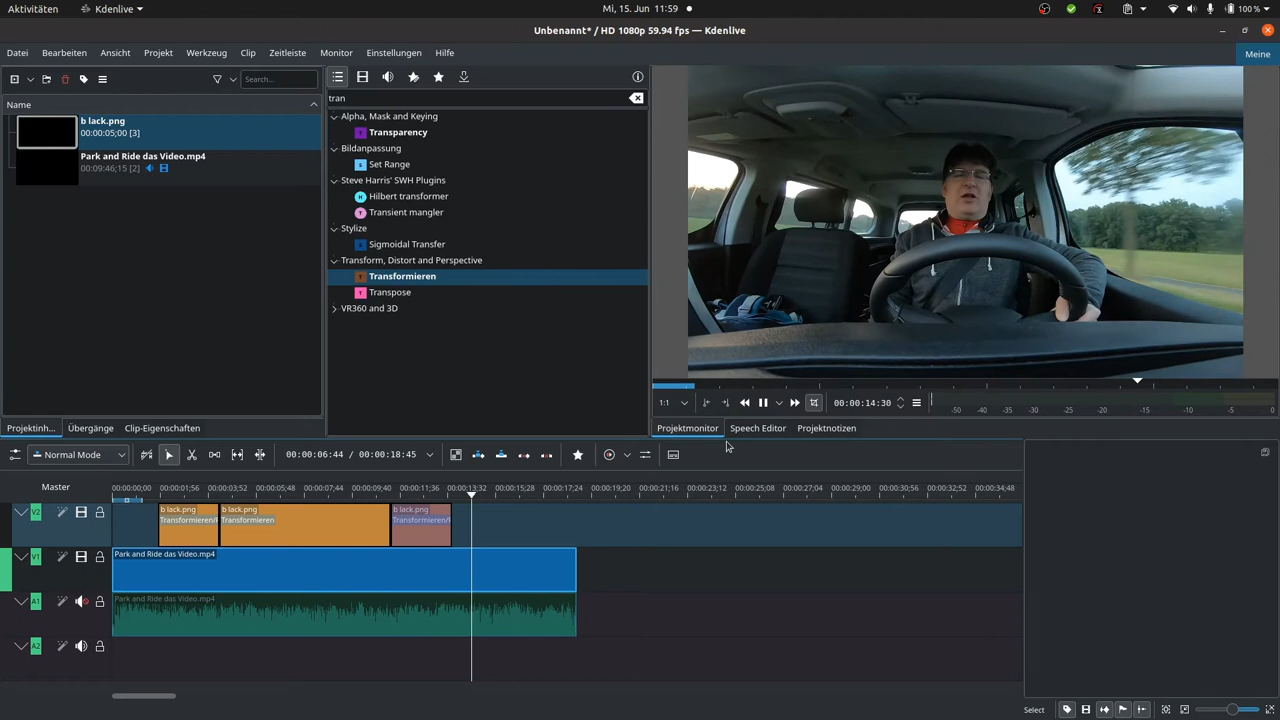 Aktivitäten
Kdenlive
Mi, 15. Jun 11:59
100 %
Unbenannt* / HD 1080p 59.94 fps — Kdenlive
Datei Bearbeiten Ansicht Projekt Werkzeug Clip Zeitleiste Monitor Einstellungen Hilfe
Meine
Search...
Name
b lack.png
00:00:05;00 [3]
Park and Ride das Video.mp4
00:09:46;15 [2]
tran
Alpha, Mask and Keying
Transparency
Bildanpassung
Set Range
Steve Harris' SWH Plugins
Hilbert transformer
Transient mangler
Stylize
Sigmoidal Transfer
Transform, Distort and Perspective
Transformieren
Transpose
VR360 and 3D
1:1
00:00:14:30
-50 -40 -30 -25 -20 -15 -10 -5 0
Projektinh... Übergänge Clip-Eigenschaften
Projektmonitor Speech Editor Projektnotizen
Normal Mode
00:00:06:44 / 00:00:18:45
Master
00:00:00;00 00:00:01;56 00:00:03;52 00:00:05;48 00:00:07;44 00:00:09;40 00:00:11;36 00:00:13;32 00:00:15;28 00:00:17;24 00:00:19;20 00:00:21;16 00:00:23;12 00:00:25;08 00:00:27;04 00:00:29;00 00:00:30;56 00:00:32;52 00:00:34;48
V2
b lack.png
Transformieren/F
b lack.png
Transformieren
b lack.png
Transformieren/F
V1
Park and Ride das Video.mp4
A1
Park and Ride das Video.mp4
A2
Select